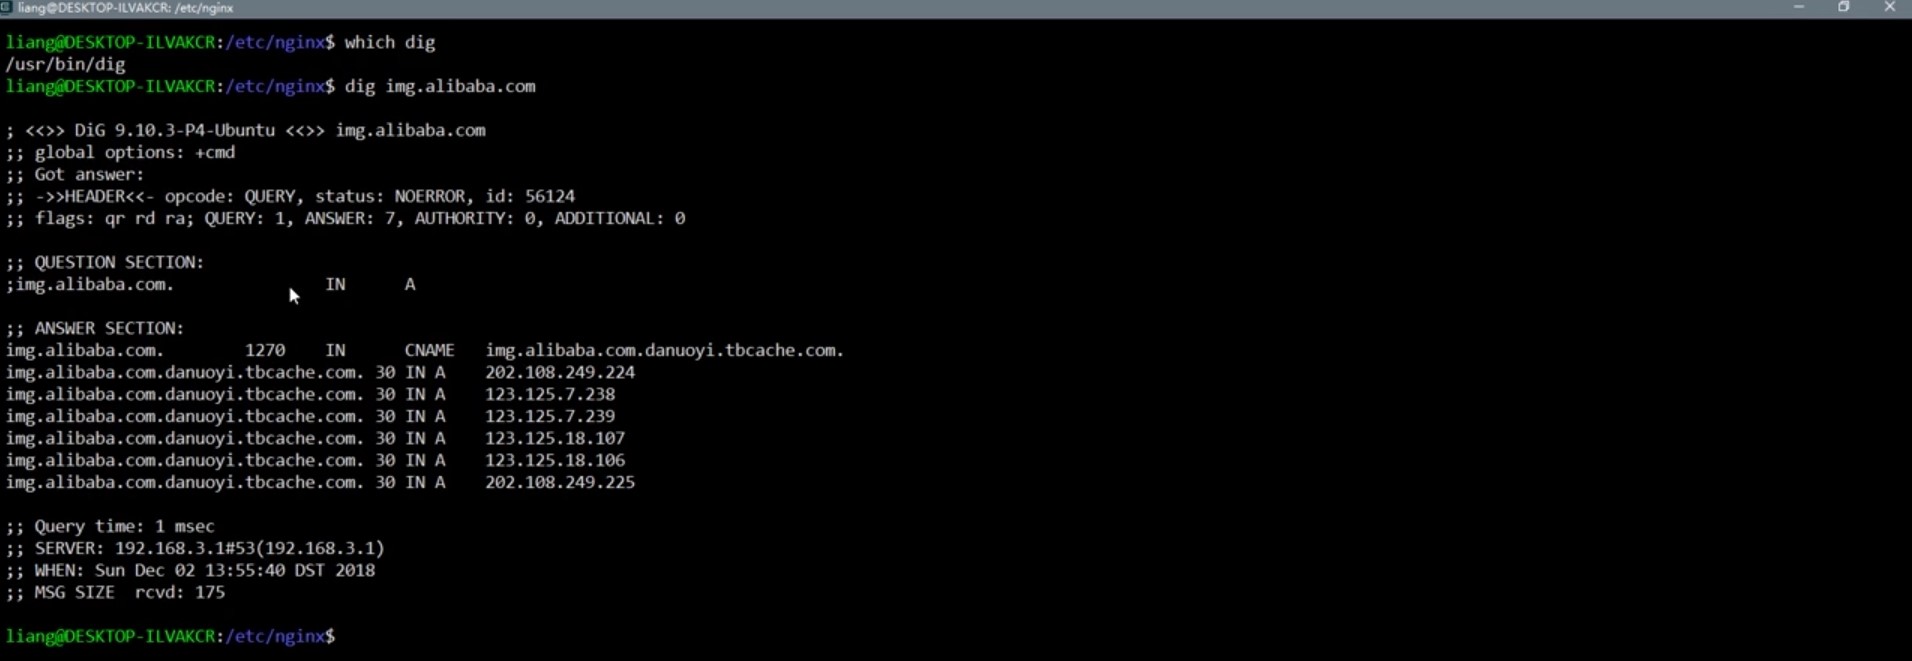 liang@DESKTOP-ILVAKCR: /etc/nginx
liang@DESKTOP-ILVAKCR:/etc/nginx$ which dig
/usr/bin/dig
liang@DESKTOP-ILVAKCR:/etc/nginx$ dig img.alibaba.com
; <<>> DiG 9.10.3-P4-Ubuntu <<>> img.alibaba.com
;; global options: +cmd
;; Got answer:
;; ->>HEADER<<- opcode: QUERY, status: NOERROR, id: 56124
;; flags: qr rd ra; QUERY: 1, ANSWER: 7, AUTHORITY: 0, ADDITIONAL: 0
;; QUESTION SECTION:
;img.alibaba.com. IN A
;; ANSWER SECTION:
img.alibaba.com. 1270 IN CNAME img.alibaba.com.danuoyi.tbcache.com.
img.alibaba.com.danuoyi.tbcache.com. 30 IN A 202.108.249.224
img.alibaba.com.danuoyi.tbcache.com. 30 IN A 123.125.7.238
img.alibaba.com.danuoyi.tbcache.com. 30 IN A 123.125.7.239
img.alibaba.com.danuoyi.tbcache.com. 30 IN A 123.125.18.107
img.alibaba.com.danuoyi.tbcache.com. 30 IN A 123.125.18.106
img.alibaba.com.danuoyi.tbcache.com. 30 IN A 202.108.249.225
;; Query time: 1 msec
;; SERVER: 192.168.3.1#53(192.168.3.1)
;; WHEN: Sun Dec 02 13:55:40 DST 2018
;; MSG SIZE rcvd: 175
liang@DESKTOP-ILVAKCR:/etc/nginx$